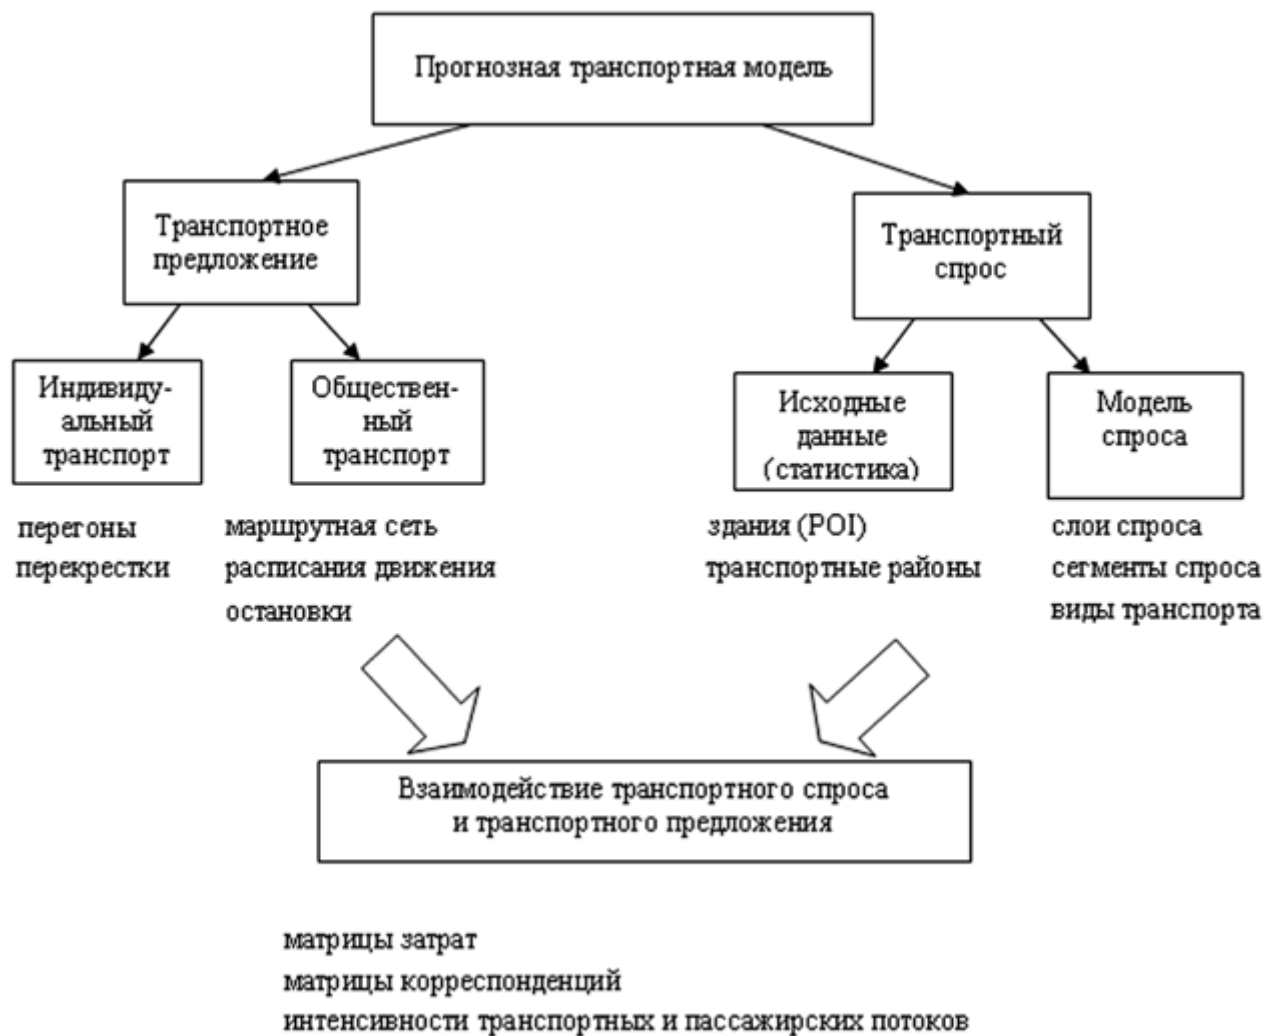 Прогнозная транспортная модель
Транспортное
предложение
Транспортный
спрос
Индивиду-
альный
транспорт
Обществен-
ный
транспорт
Исходные
данные
(статистика)
Модель
спроса
перегоны
перекрестки
маршрутная сеть
расписания движения
остановки
здания (POI)
транспортные районы
слои спроса
сегменты спроса
виды транспорта
Взаимодействие транспортного спроса
и транспортного предложения
матрицы затрат
матрицы корреспонденций
интенсивности транспортных и пассажирских потоков